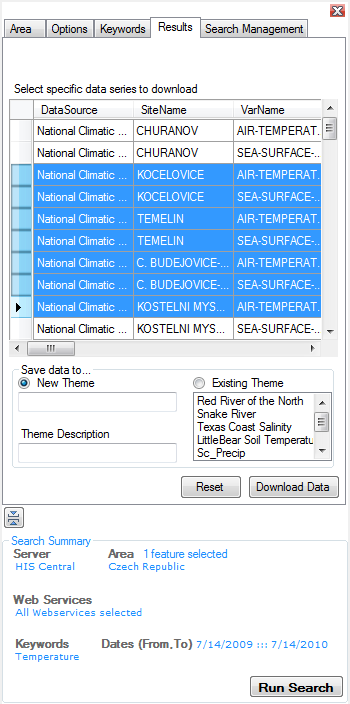 Area Options Keywords Results Search Management
Select specific data series to download
DataSource SiteName VarName
National Climatic ... CHURANOV AIR-TEMPERAT...
National Climatic ... CHURANOV SEA-SURFACE-...
National Climatic ... KOCELOVICE AIR-TEMPERAT...
National Climatic ... KOCELOVICE SEA-SURFACE-...
National Climatic ... TEMELIN AIR-TEMPERAT...
National Climatic ... TEMELIN SEA-SURFACE-...
National Climatic ... C. BUDEJOVICE-... AIR-TEMPERAT...
National Climatic ... C. BUDEJOVICE-... SEA-SURFACE-...
National Climatic ... KOSTELNI MYS... AIR-TEMPERAT...
National Climatic ... KOSTELNI MYS... SEA-SURFACE-...
Save data to...
New Theme
Existing Theme
Red River of the North
Snake River
Texas Coast Salinity
LittleBear Soil Temperatu
Sc_Precip
Theme Description
Reset Download Data
Search Summary
Server Area 1 feature selected
HIS Central Czech Republic
Web Services
All Webservices selected
Keywords Dates (From,To) 7/14/2009 ::: 7/14/2010
Temperature
Run Search